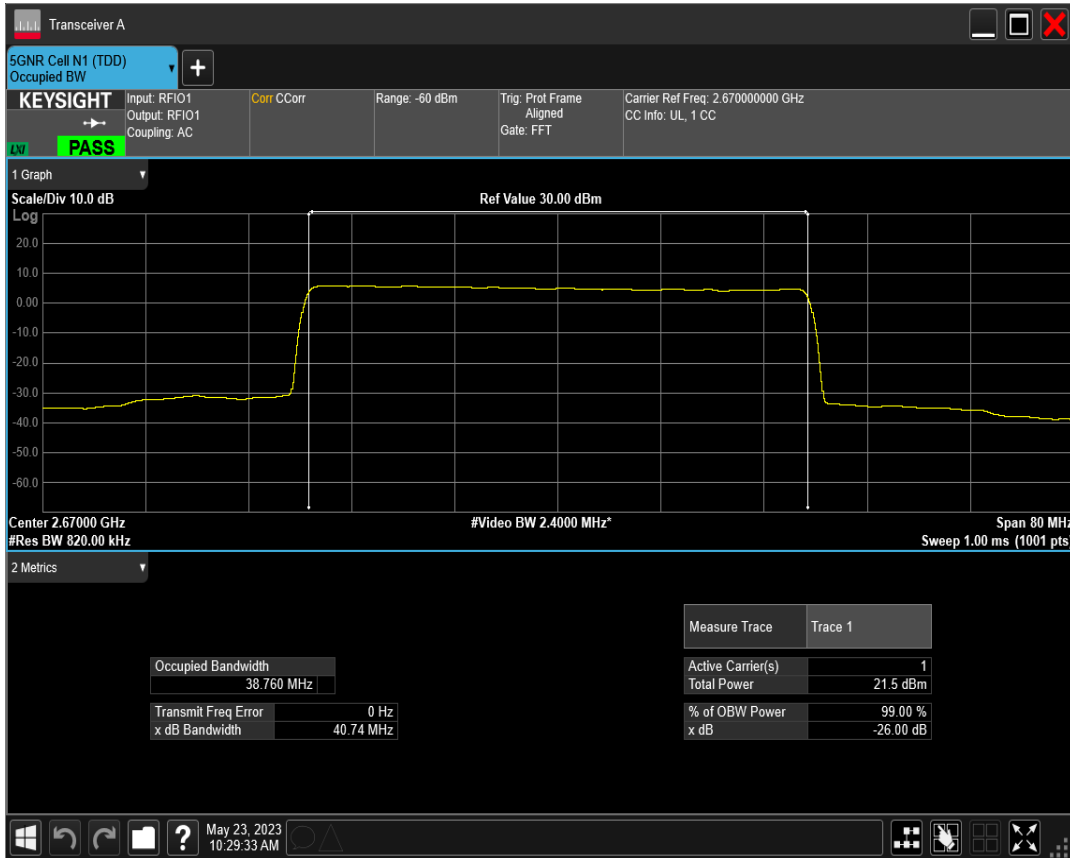 Transceiver A
5GNR Cell N1 (TDD)
Occupied BW
+
KEYSIGHT
LXI
PASS
Input: RFIO1
Output: RFIO1
Coupling: AC
Corr CCorr
Range: -60 dBm
Trig: Prot Frame
Aligned
Gate: FFT
Carrier Ref Freq: 2.670000000 GHz
CC Info: UL, 1 CC
1 Graph
Scale/Div 10.0 dB
Ref Value 30.00 dBm
Log
20.0
10.0
0.00
-10.0
-20.0
-30.0
-40.0
-50.0
-60.0
Center 2.67000 GHz
#Video BW 2.4000 MHz*
Span 80 MHz
#Res BW 820.00 kHz
Sweep 1.00 ms (1001 pts)
2 Metrics
Measure Trace Trace 1
Occupied Bandwidth
38.760 MHz
Active Carrier(s) 1
Total Power 21.5 dBm
Transmit Freq Error 0 Hz
x dB Bandwidth 40.74 MHz
% of OBW Power 99.00 %
x dB -26.00 dB
?
May 23, 2023
10:29:33 AM